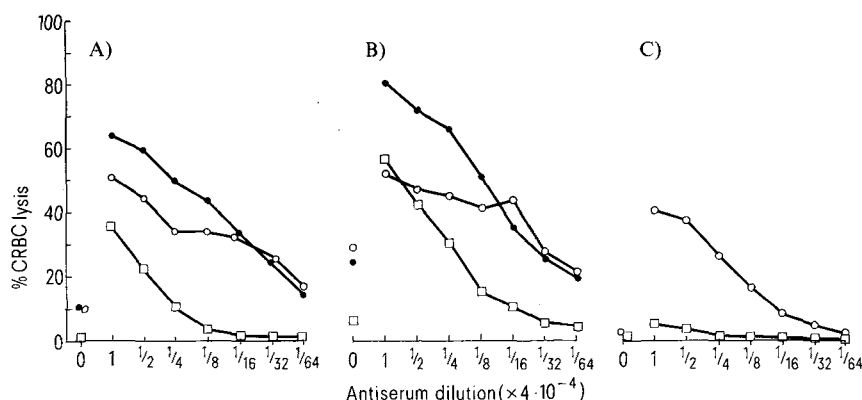 100
80
60
40
20
0
% CRBC lysis
A)
B)
C)
0 1 1/2 1/4 1/8 1/16 1/32 1/64
0 1 1/2 1/4 1/8 1/16 1/32 1/64
0 1 1/2 1/4 1/8 1/16 1/32 1/64
Antiserum dilution (×4·10⁻⁴)